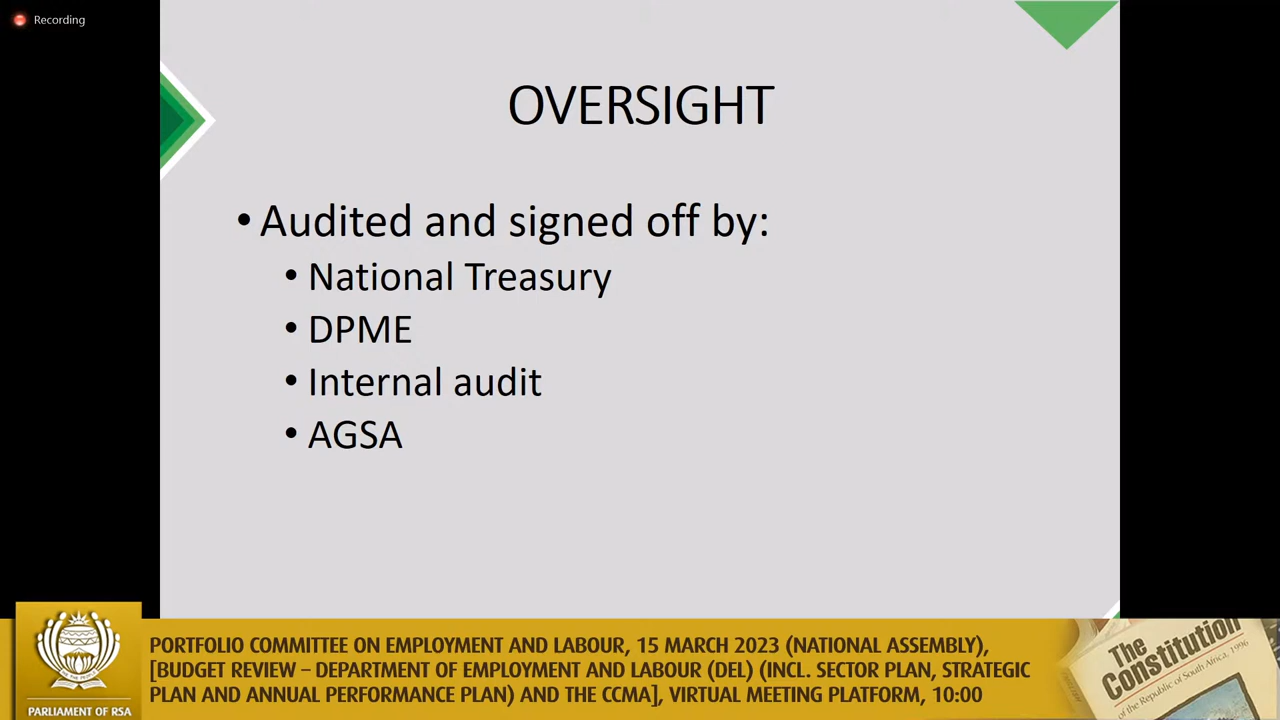 Recording
OVERSIGHT
• Audited and signed off by:
• National Treasury
• DPME
• Internal audit
• AGSA
PORTFOLIO COMMITTEE ON EMPLOYMENT AND LABOUR, 15 MARCH 2023 (NATIONAL ASSEMBLY),
[BUDGET REVIEW – DEPARTMENT OF EMPLOYMENT AND LABOUR (DEL) (INCL. SECTOR PLAN, STRATEGIC
PLAN AND ANNUAL PERFORMANCE PLAN) AND THE CCMA], VIRTUAL MEETING PLATFORM, 10:00
PARLIAMENT OF RSA
The
Constitution
of the Republic of South Africa, 1996